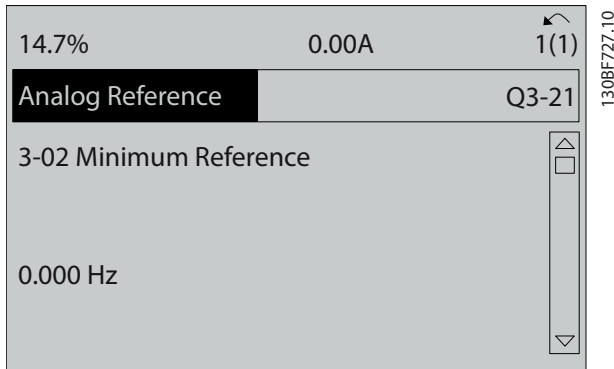 14.7% 0.00A 1(1)
Analog Reference Q3-21
3-02 Minimum Reference
0.000 Hz
130BF727.10